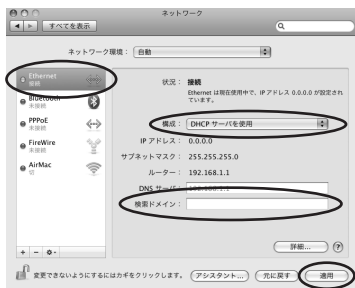 ネットワーク
すべてを表示
ネットワーク環境： 自動
Ethernet
接続
Bluetooth
未接続
PPPoE
未接続
FireWire
未接続
AirMac
切
状況： 接続
Ethernet は現在使用中で、IP アドレス 0.0.0.0 が設定され
ています。
構成： DHCP サーバを使用
IP アドレス： 0.0.0.0
サブネットマスク： 255.255.255.0
ルーター： 192.168.1.1
DNS サーバ： 192.168.1.1
検索ドメイン：
詳細... ?
変更できないようにするにはカギをクリックします。
アシスタント... 元に戻す 適用